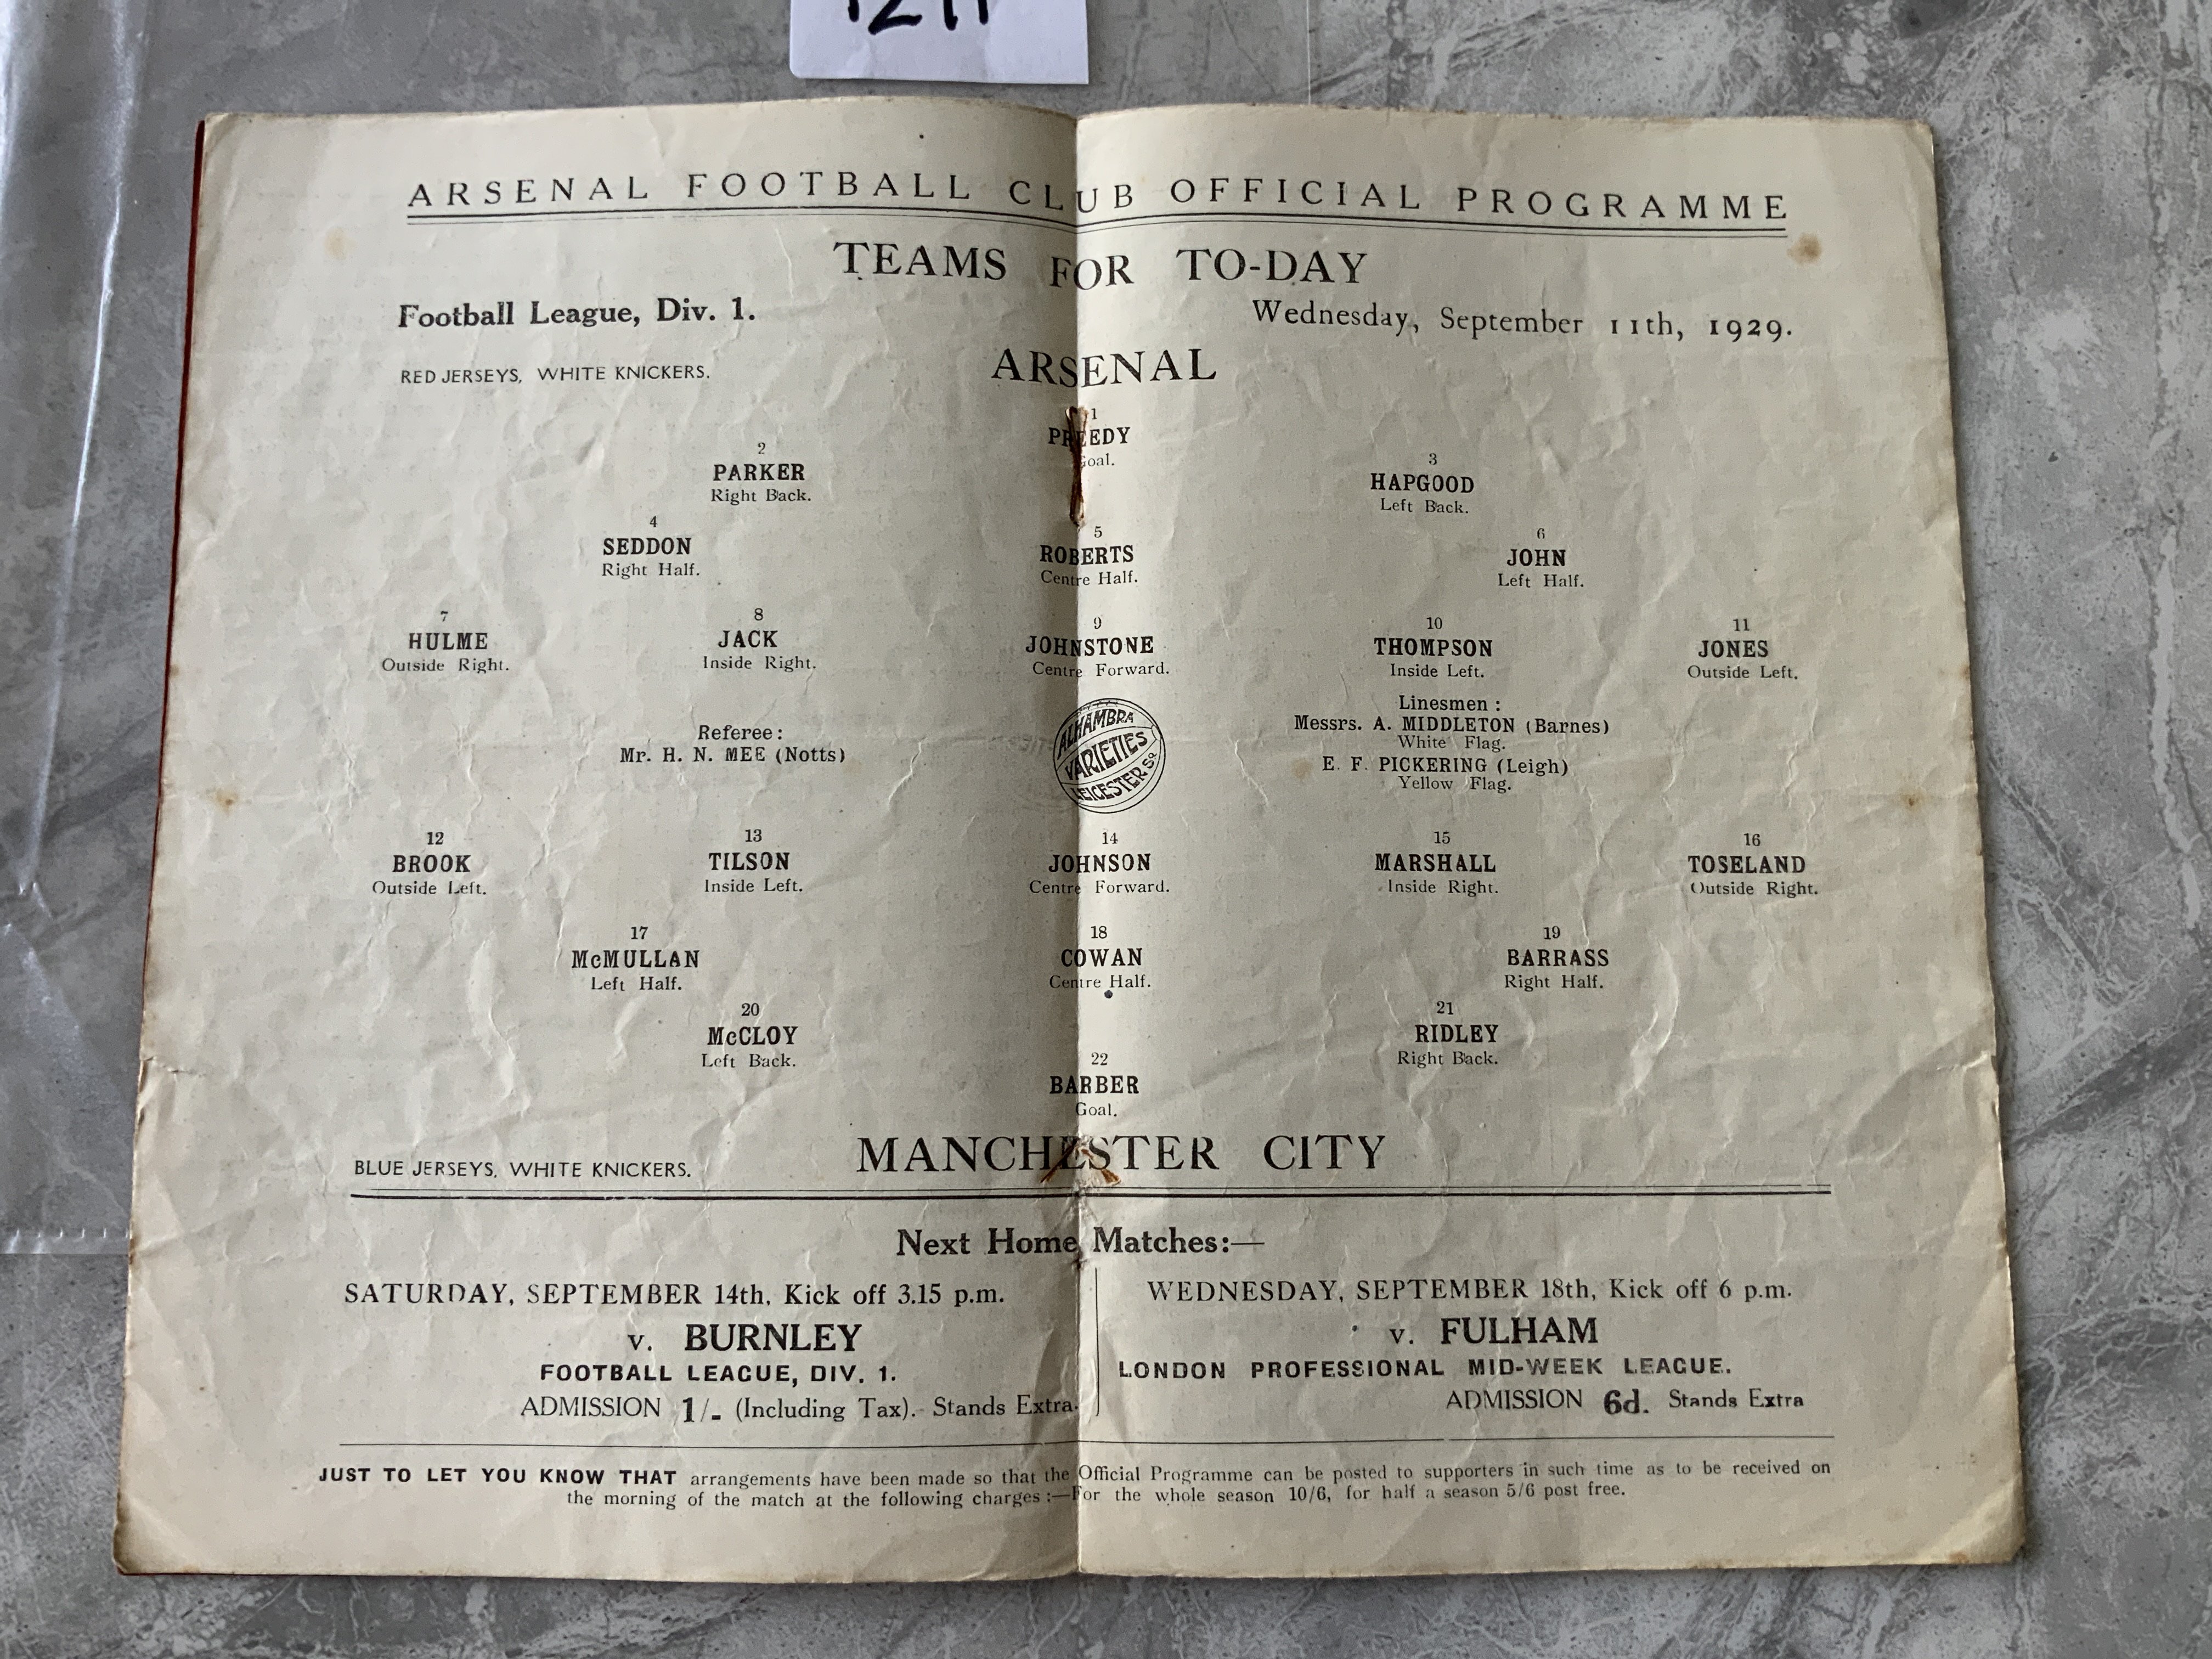 ARSENAL FOOTBALL CLUB OFFICIAL PROGRAMME
TEAMS FOR TO-DAY
Football League, Div. 1.
Wednesday, September 11th, 1929.
RED JERSEYS, WHITE KNICKERS.
ARSENAL
1
PREEDY
Goal.
2
PARKER
Right Back.
3
HAPGOOD
Left Back.
4
SEDDON
Right Half.
5
ROBERTS
Centre Half.
6
JOHN
Left Half.
7
HULME
Outside Right.
8
JACK
Inside Right.
9
JOHNSTONE
Centre Forward.
10
THOMPSON
Inside Left.
11
JONES
Outside Left.
Referee:
Mr. H. N. MEE (Notts)
ALHAMBRA
VARIETIES
LEICESTER SQ
Linesmen :
Messrs. A. MIDDLETON (Barnes)
White Flag.
E. F. PICKERING (Leigh)
Yellow Flag.
12
BROOK
Outside Left.
13
TILSON
Inside Left.
14
JOHNSON
Centre Forward.
15
MARSHALL
Inside Right.
16
TOSELAND
Outside Right.
17
McMULLAN
Left Half.
18
COWAN
Centre Half.
19
BARRASS
Right Half.
20
McCLOY
Left Back.
21
RIDLEY
Right Back.
22
BARBER
Goal.
BLUE JERSEYS, WHITE KNICKERS.
MANCHESTER CITY
Next Home Matches:—
SATURDAY, SEPTEMBER 14th, Kick off 3.15 p.m.
v. BURNLEY
FOOTBALL LEAGUE, DIV. 1.
ADMISSION 1/- (Including Tax). Stands Extra.
WEDNESDAY, SEPTEMBER 18th, Kick off 6 p.m.
v. FULHAM
LONDON PROFESSIONAL MID-WEEK LEAGUE.
ADMISSION 6d. Stands Extra
JUST TO LET YOU KNOW THAT arrangements have been made so that the Official Programme can be posted to supporters in such time as to be received on
the morning of the match at the following charges :—For the whole season 10/6, for half a season 5/6 post free.